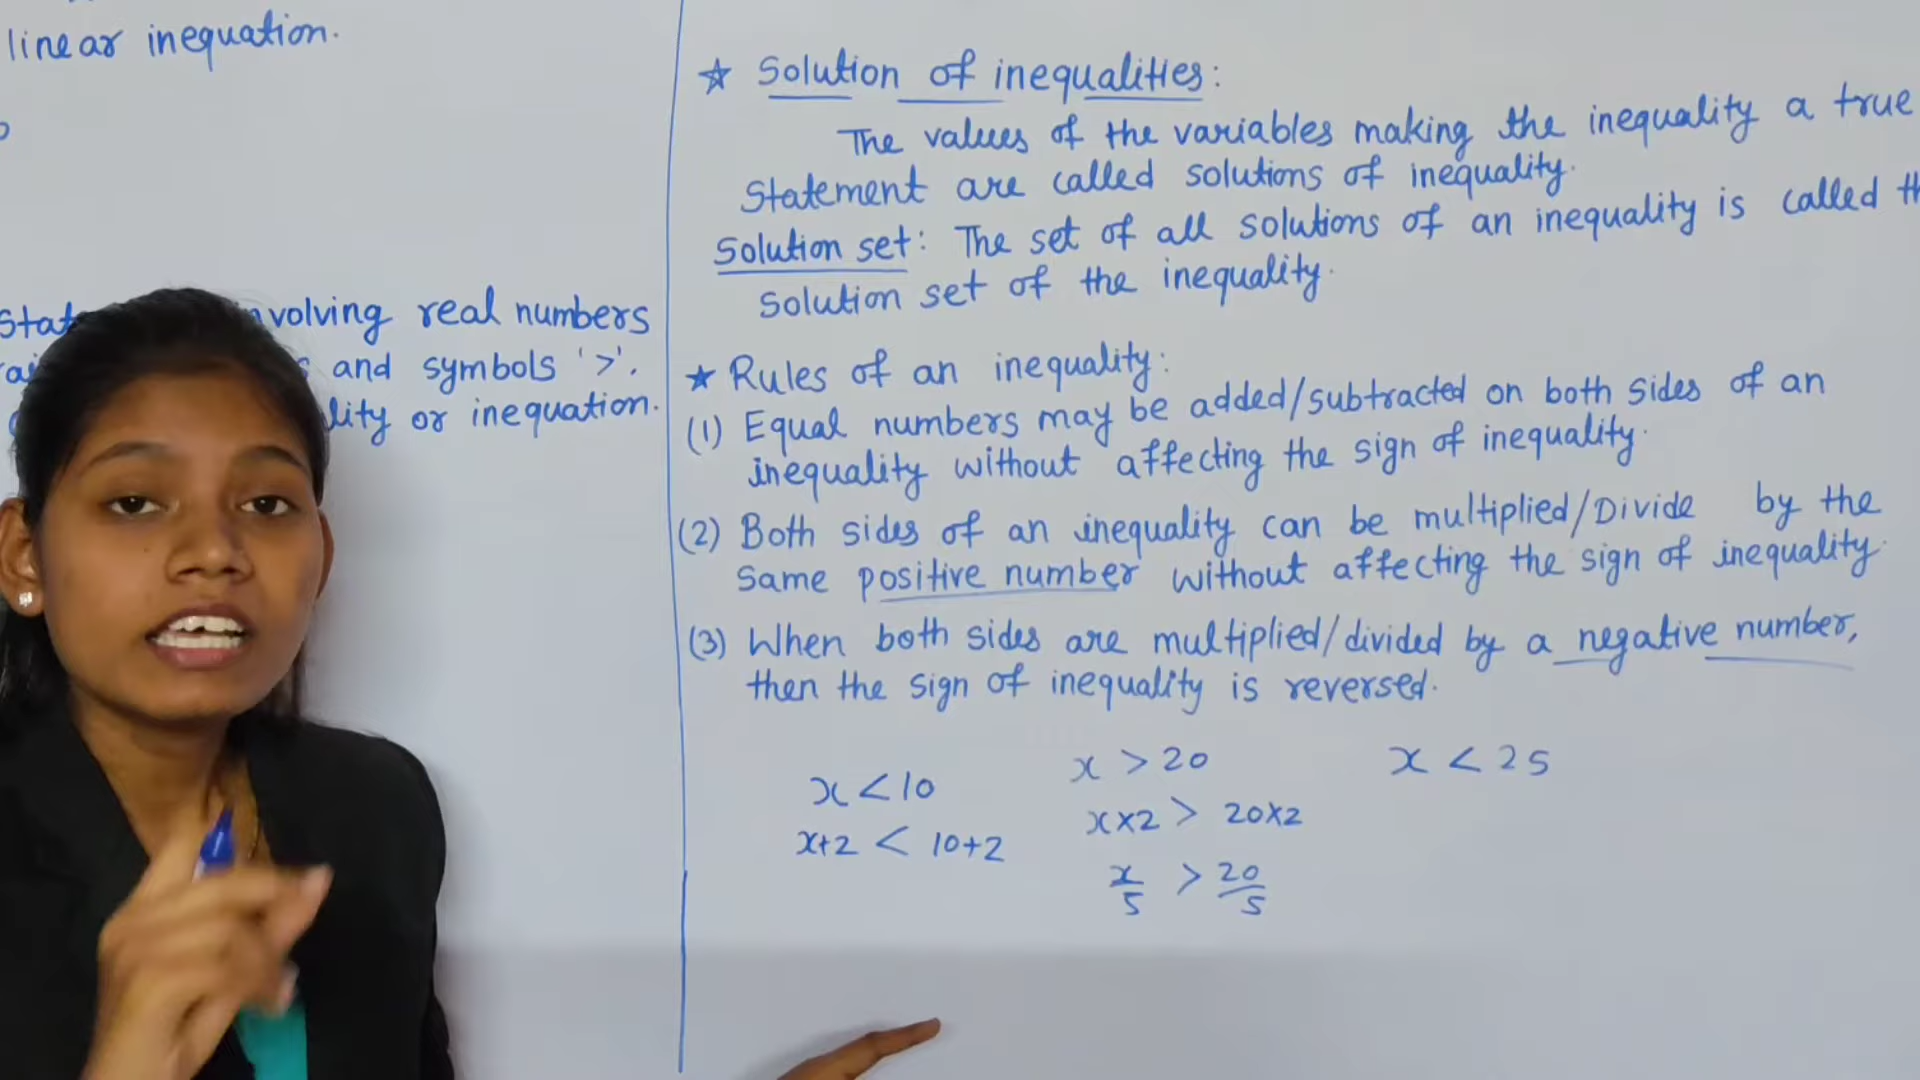 linear inequation.
involving real numbers
and symbols '>'.
or inequation.
☆ Solution of inequalities:
The values of the variables making the inequality a true
Statement are called solutions of inequality.
Solution set: The set of all solutions of an inequality is called
Solution set of the inequality.
★ Rules of an inequality:
(1) Equal numbers may be added/subtracted on both sides of an
inequality without affecting the sign of inequality.
(2) Both sides of an inequality can be multiplied/Divide by the
same positive number without affecting the sign of inequality.
(3) When both sides are multiplied/divided by a negative number,
then the sign of inequality is reversed.
x < 10
x+2 < 10+2
x > 20
x×2 > 20×2
x/5 > 20/5
x < 25